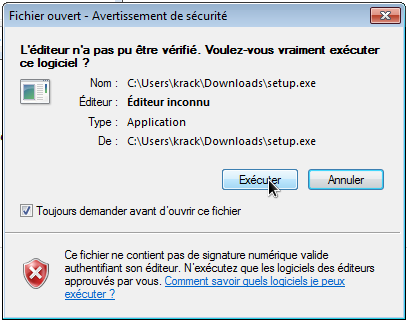 Fichier ouvert - Avertissement de sécurité
L'éditeur n'a pas pu être vérifié. Voulez-vous vraiment exécuter
ce logiciel ?
Nom : C:\Users\krack\Downloads\setup.exe
Éditeur : Éditeur inconnu
Type : Application
De : C:\Users\krack\Downloads\setup.exe
Exécuter Annuler
Toujours demander avant d'ouvrir ce fichier
Ce fichier ne contient pas de signature numérique valide
authentifiant son éditeur. N'exécutez que les logiciels des éditeurs
approuvés par vous. Comment savoir quels logiciels je peux
exécuter ?